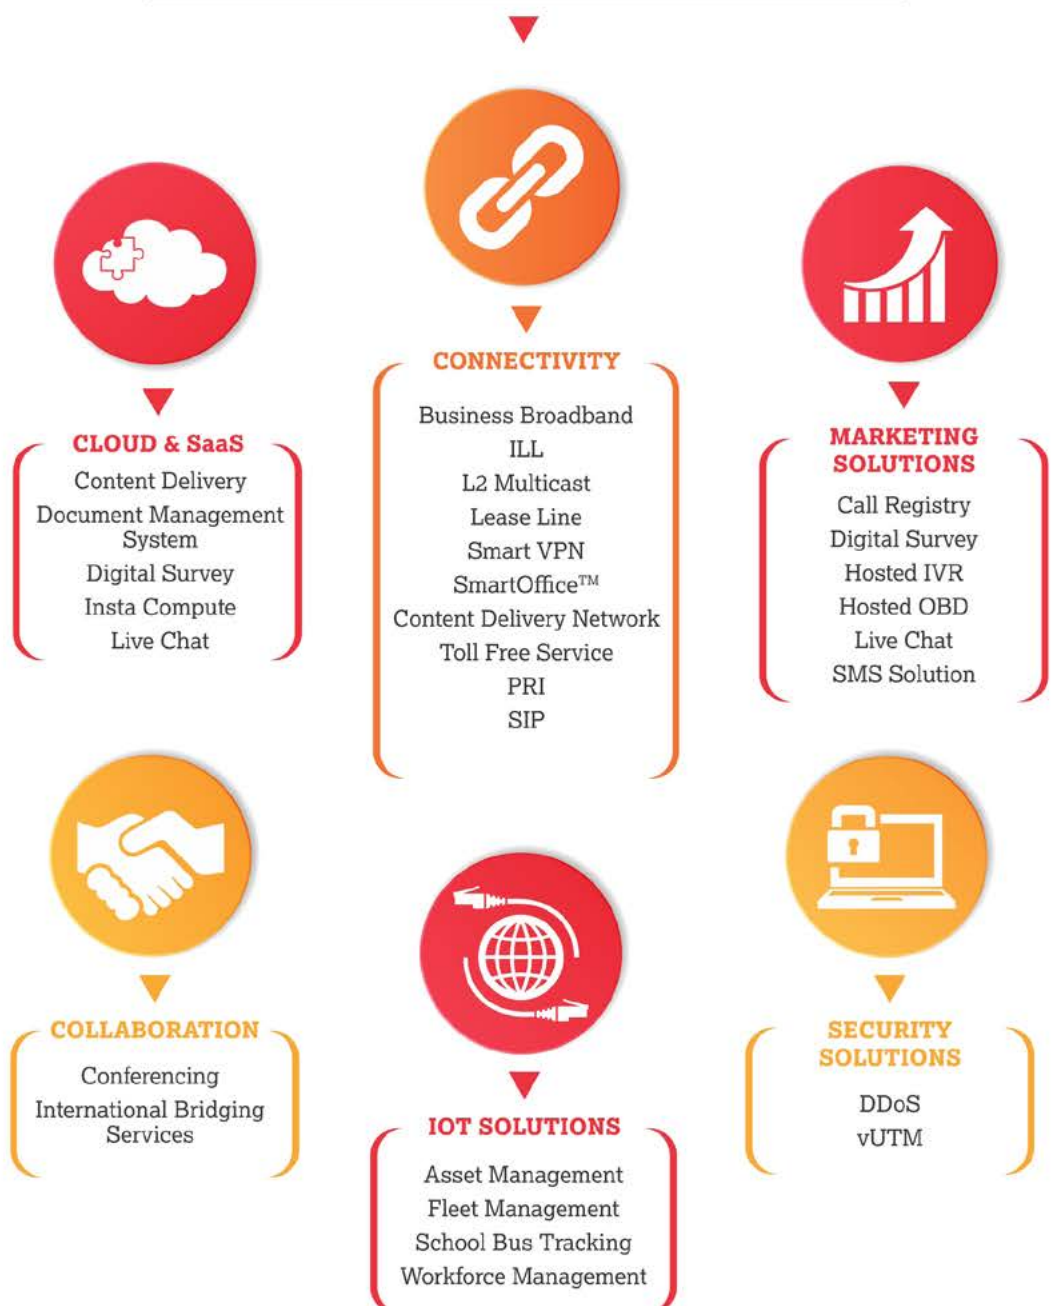 CONNECTIVITY
Business Broadband
ILL
L2 Multicast
Lease Line
Smart VPN
SmartOffice™
Content Delivery Network
Toll Free Service
PRI
SIP
CLOUD & SaaS
Content Delivery
Document Management
System
Digital Survey
Insta Compute
Live Chat
MARKETING
SOLUTIONS
Call Registry
Digital Survey
Hosted IVR
Hosted OBD
Live Chat
SMS Solution
COLLABORATION
Conferencing
International Bridging
Services
IOT SOLUTIONS
Asset Management
Fleet Management
School Bus Tracking
Workforce Management
SECURITY
SOLUTIONS
DDoS
vUTM